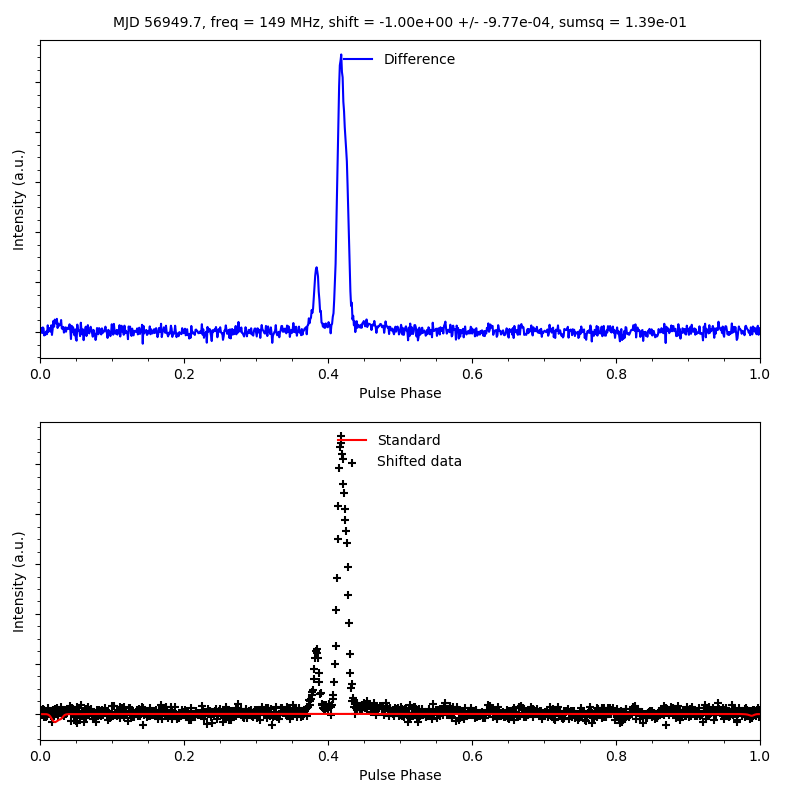 MJD 56949.7, freq = 149 MHz, shift = -1.00e+00 +/- -9.77e-04, sumsq = 1.39e-01
Difference
Intensity (a.u.)
0.0 0.2 0.4 0.6 0.8 1.0
Pulse Phase
Standard
Shifted data
Intensity (a.u.)
0.0 0.2 0.4 0.6 0.8 1.0
Pulse Phase